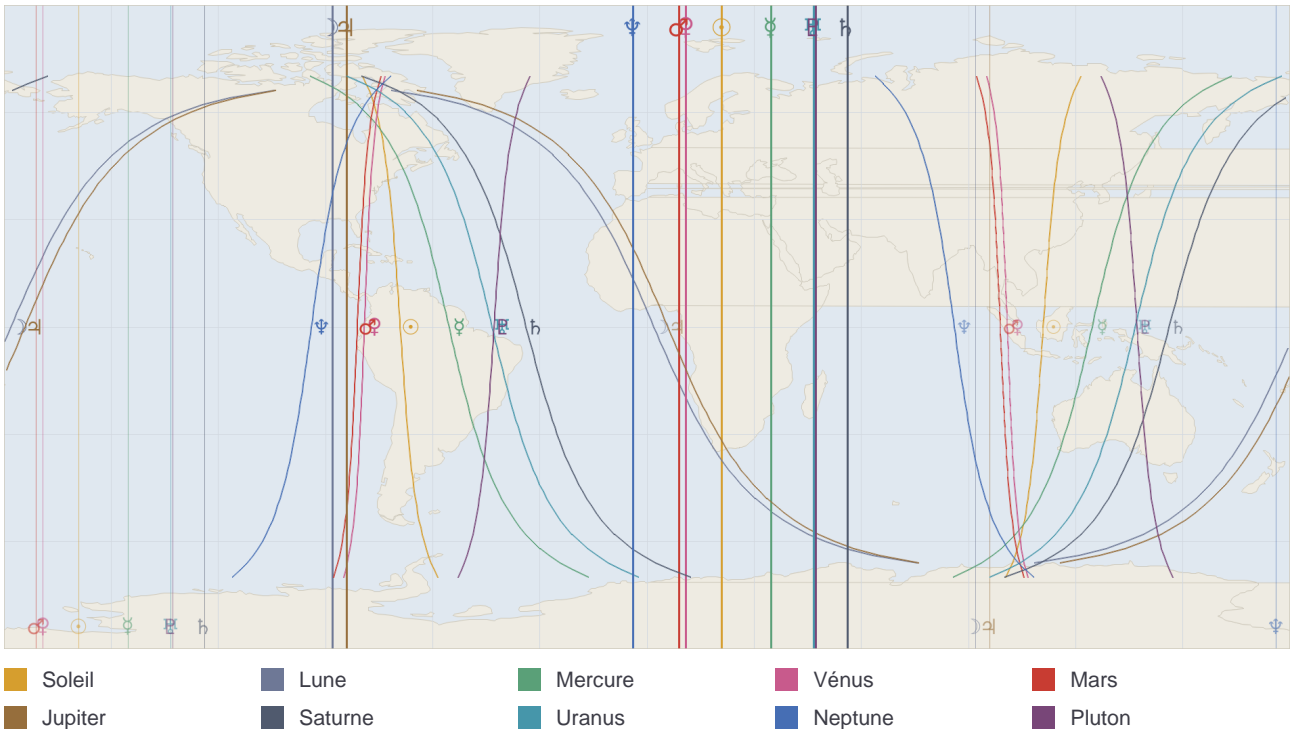 ☽♃ ♆ ♂♀ ☉ ☿ ♄
☽♃ ♆ ♂♀ ☉ ☿ ♄ ☽♃ ♆ ♂♀ ☉ ☿ ♄
♂♀ ☉ ☿ ♄ ☽♃ ♆
Soleil Lune Mercure Vénus Mars
Jupiter Saturne Uranus Neptune Pluton